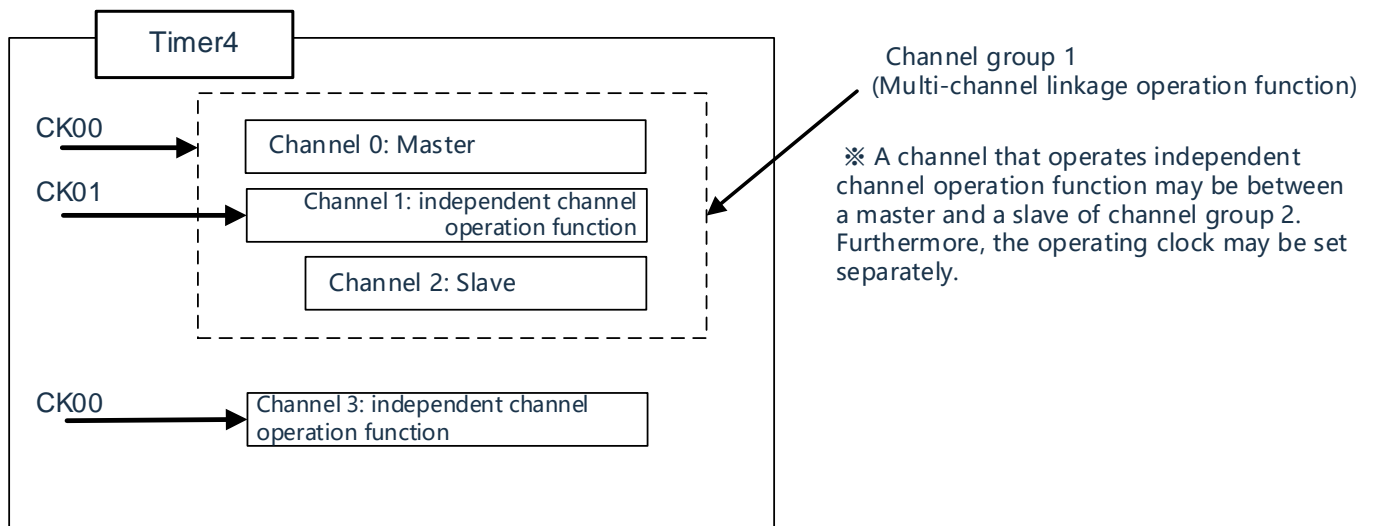 Timer4
Channel group 1
(Multi-channel linkage operation function)
CK00
Channel 0: Master
※ A channel that operates independent
channel operation function may be between
a master and a slave of channel group 2.
Furthermore, the operating clock may be set
separately.
CK01
Channel 1: independent channel
operation function
Channel 2: Slave
CK00
Channel 3: independent channel
operation function